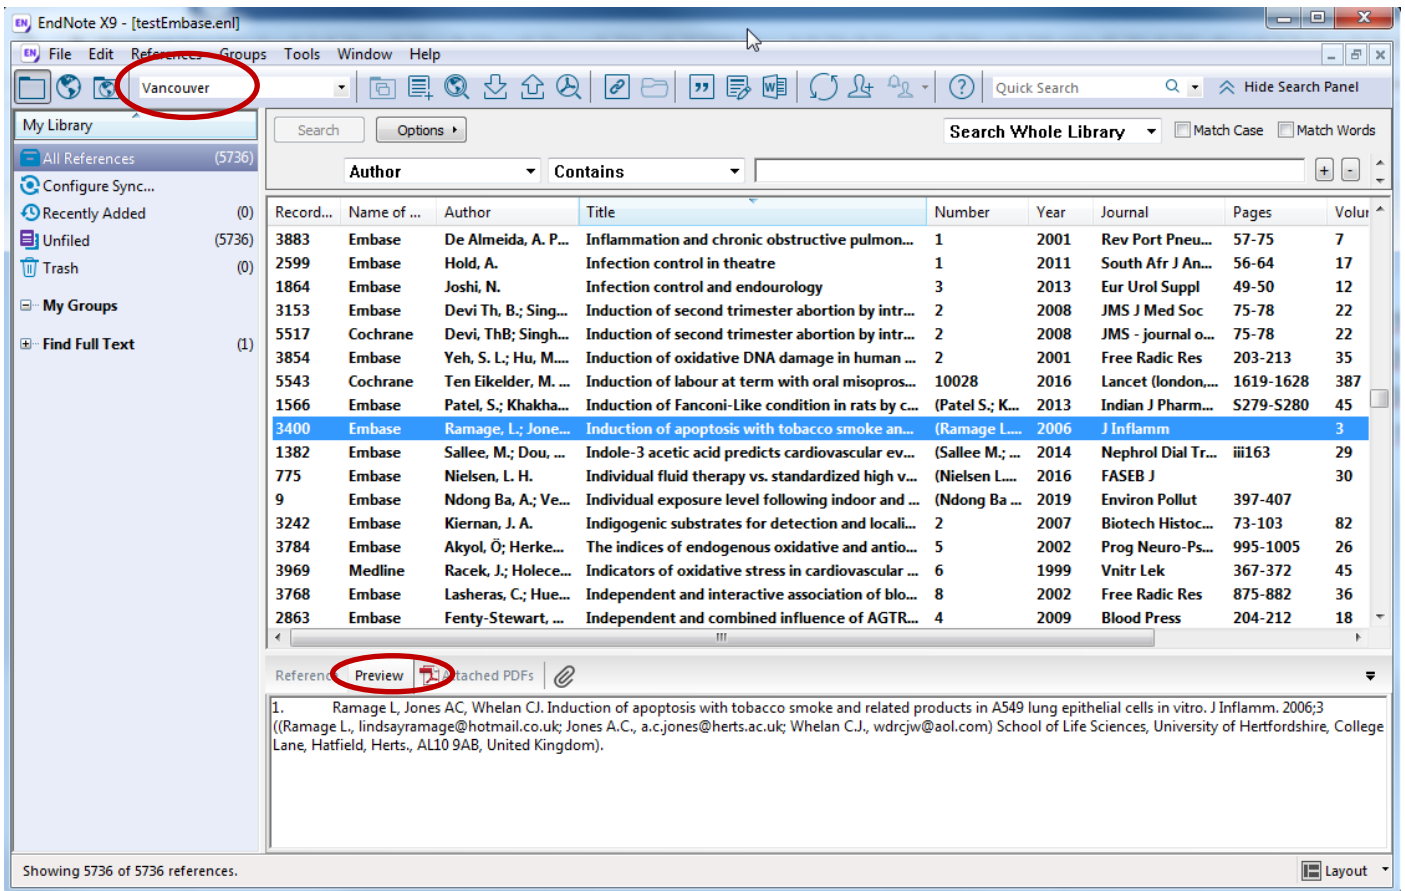 EndNote X9 - [testEmbase.enl]
File Edit References Groups Tools Window Help
Vancouver Quick Search Hide Search Panel
My Library
All References (5736)
Configure Sync...
Recently Added (0)
Unfiled (5736)
Trash (0)
My Groups
Find Full Text (1)
Search Options Search Whole Library Match Case Match Words
Author Contains + -
Record... Name of ... Author Title Number Year Journal Pages Volur
3883 Embase De Almeida, A. P... Inflammation and chronic obstructive pulmon... 1 2001 Rev Port Pneu... 57-75 7
2599 Embase Hold, A. Infection control in theatre 1 2011 South Afr J An... 56-64 17
1864 Embase Joshi, N. Infection control and endourology 3 2013 Eur Urol Suppl 49-50 12
3153 Embase Devi Th, B.; Sing... Induction of second trimester abortion by intr... 2 2008 JMS J Med Soc 75-78 22
5517 Cochrane Devi, ThB; Singh... Induction of second trimester abortion by intr... 2 2008 JMS - journal o... 75-78 22
3854 Embase Yeh, S. L.; Hu, M.... Induction of oxidative DNA damage in human ... 2 2001 Free Radic Res 203-213 35
5543 Cochrane Ten Eikelder, M. ... Induction of labour at term with oral misopros... 10028 2016 Lancet (london,... 1619-1628 387
1566 Embase Patel, S.; Khakha... Induction of Fanconi-Like condition in rats by c... (Patel S.; K... 2013 Indian J Pharm... S279-S280 45
3400 Embase Ramage, L.; Jone... Induction of apoptosis with tobacco smoke an... (Ramage L.... 2006 J Inflamm 3
1382 Embase Sallee, M.; Dou, ... Indole-3 acetic acid predicts cardiovascular ev... (Sallee M.; ... 2014 Nephrol Dial Tr... iii163 29
775 Embase Nielsen, L. H. Individual fluid therapy vs. standardized high v... (Nielsen L.... 2016 FASEB J 30
9 Embase Ndong Ba, A.; Ve... Individual exposure level following indoor and ... (Ndong Ba ... 2019 Environ Pollut 397-407
3242 Embase Kiernan, J. A. Indigogenic substrates for detection and locali... 2 2007 Biotech Histoc... 73-103 82
3784 Embase Akyol, Ö; Herke... The indices of endogenous oxidative and antio... 5 2002 Prog Neuro-Ps... 995-1005 26
3969 Medline Racek, J.; Holece... Indicators of oxidative stress in cardiovascular ... 6 1999 Vnitr Lek 367-372 45
3768 Embase Lasheras, C.; Hue... Independent and interactive association of blo... 8 2002 Free Radic Res 875-882 36
2863 Embase Fenty-Stewart, ... Independent and combined influence of AGTR... 4 2009 Blood Press 204-212 18
Reference Preview Attached PDFs
1. Ramage L, Jones AC, Whelan CJ. Induction of apoptosis with tobacco smoke and related products in A549 lung epithelial cells in vitro. J Inflamm. 2006;3
((Ramage L., lindsayramage@hotmail.co.uk; Jones A.C., a.c.jones@herts.ac.uk; Whelan C.J., wdrcjw@aol.com) School of Life Sciences, University of Hertfordshire, College
Lane, Hatfield, Herts., AL10 9AB, United Kingdom).
Showing 5736 of 5736 references. Layout